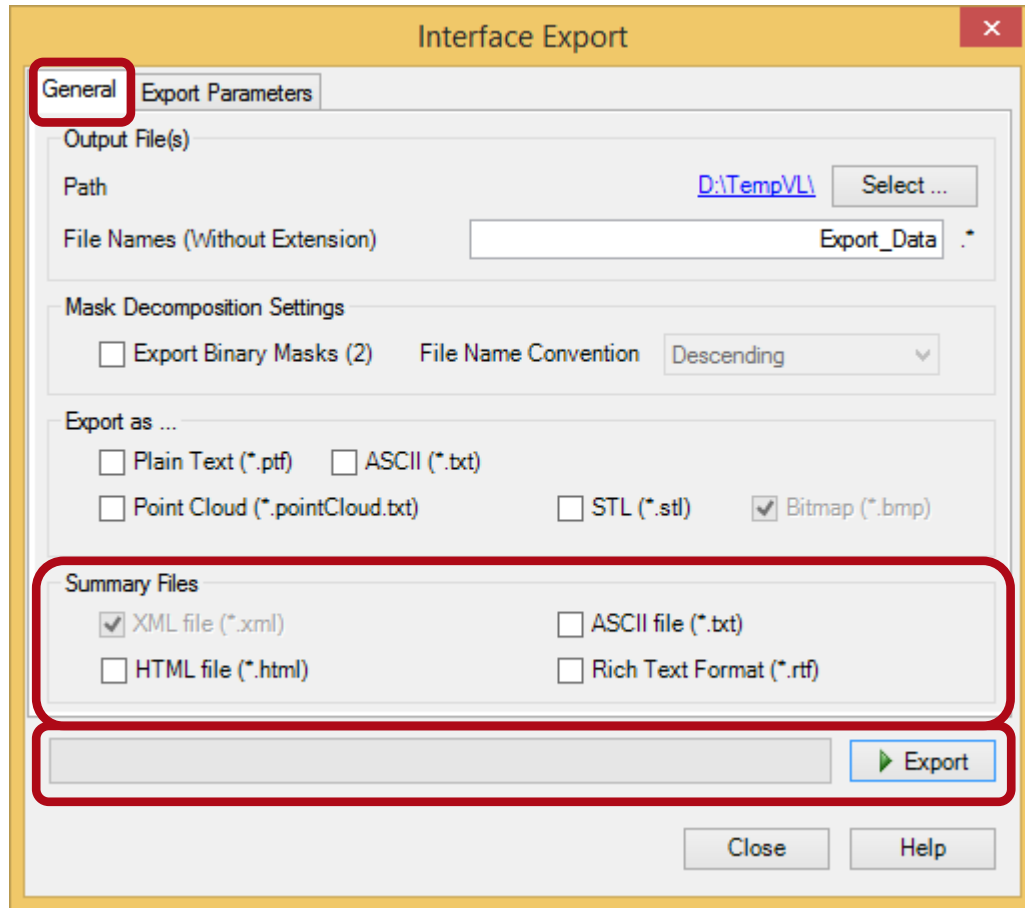 Interface Export
General Export Parameters
Output File(s)
Path D:\TempVL\ Select ...
File Names (Without Extension) Export_Data .*
Mask Decomposition Settings
Export Binary Masks (2) File Name Convention Descending
Export as ...
Plain Text (*.ptf) ASCII (*.txt)
Point Cloud (*.pointCloud.txt) STL (*.stl) Bitmap (*.bmp)
Summary Files
XML file (*.xml) ASCII file (*.txt)
HTML file (*.html) Rich Text Format (*.rtf)
Export
Close Help